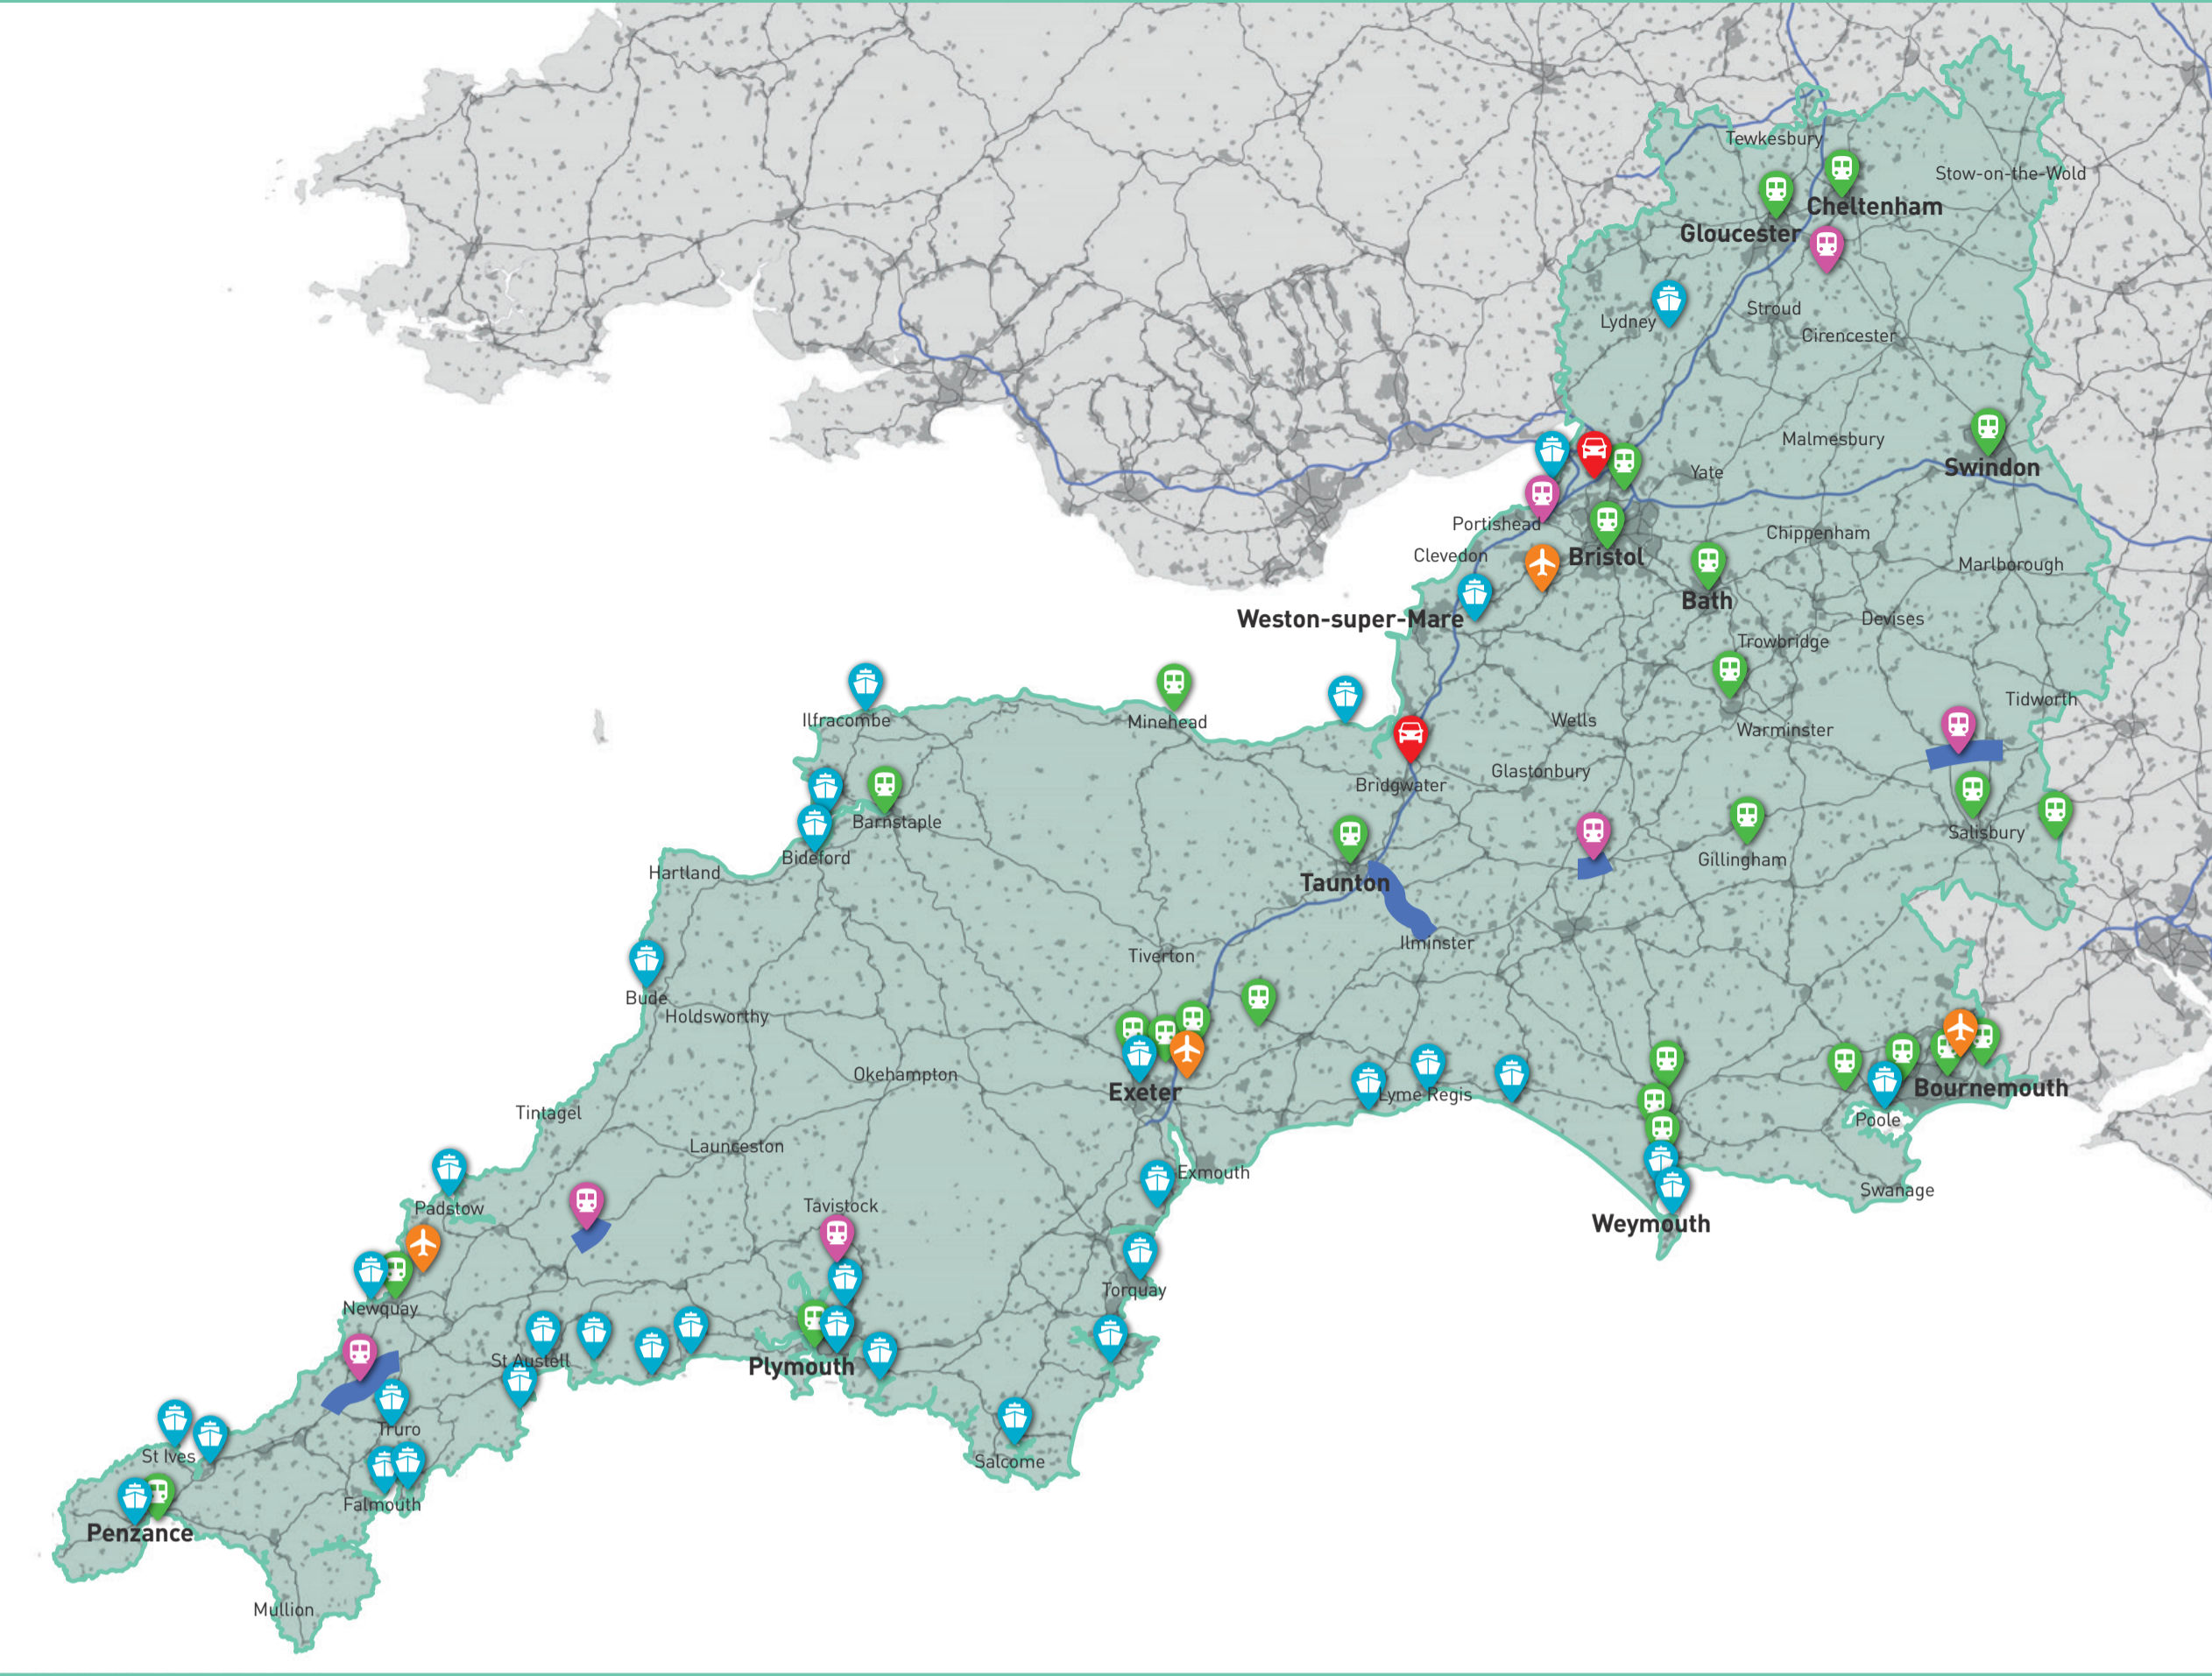 Tewkesbury
Stow-on-the-Wold
Cheltenham
Gloucester
Stroud
Lydney
Cirencester
Malmesbury
Swindon
Yate
Portishead
Chippenham
Clevedon
Bristol
Marlborough
Bath
Weston-super-Mare
Devises
Trowbridge
Tidworth
Ilfracombe
Minehead
Wells
Warminster
Glastonbury
Bridgwater
Barnstaple
Salisbury
Bideford
Gillingham
Hartland
Taunton
Ilminster
Tiverton
Bude
Holdsworthy
Okehampton
Exeter
Lyme Regis
Bournemouth
Tintagel
Poole
Launceston
Exmouth
Swanage
Tavistock
Padstow
Weymouth
Torquay
Newquay
St Austell
Plymouth
Truro
St Ives
Salcome
Falmouth
Penzance
Mullion